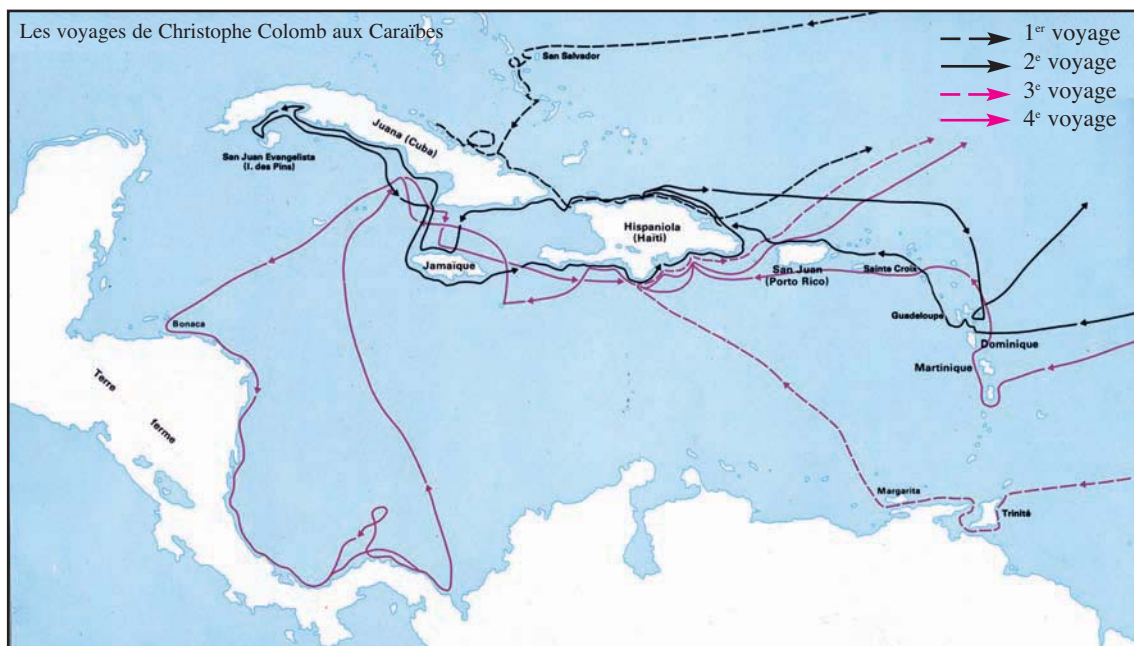 Les voyages de Christophe Colomb aux Caraïbes
1er voyage
2e voyage
3e voyage
4e voyage
San Salvador
Juana (Cuba)
San Juan Evangelista
(I. des Pins)
Hispaniola
(Haïti)
Jamaïque
San Juan
(Porto Rico)
Sainte Croix
Guadeloupe
Dominique
Martinique
Bonaca
Terre
ferme
Margarita
Trinité